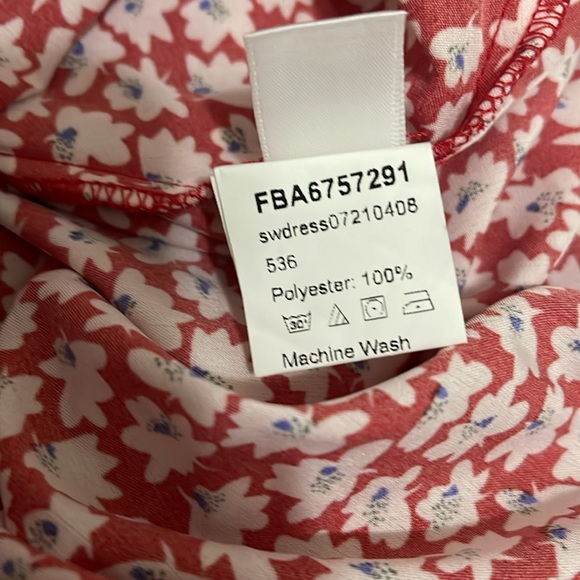 FBA6757291
swdress07210408
536
Polyester: 100%
30°
Machine Wash